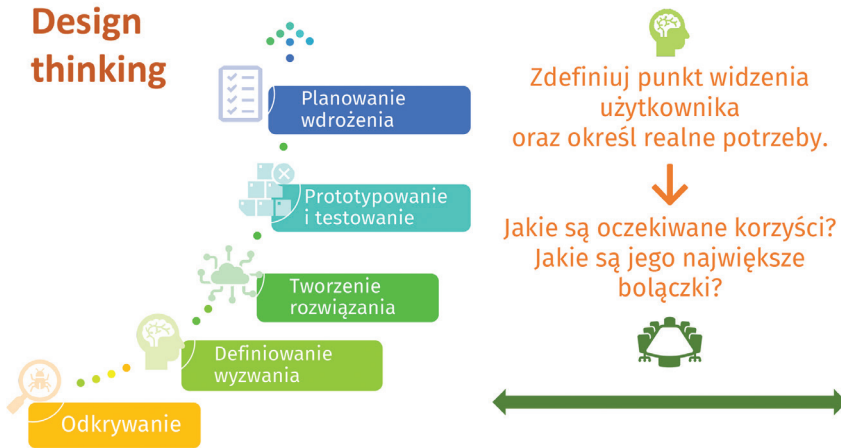 Design
thinking
Planowanie
wdrożenia
Prototypowanie
i testowanie
Tworzenie
rozwiązania
Definiowanie
wyzwania
Odkrywanie
Zdefiniuj punkt widzenia
użytkownika
oraz określ realne potrzeby.
Jakie są oczekiwane korzyści?
Jakie są jego największe
bolączki?